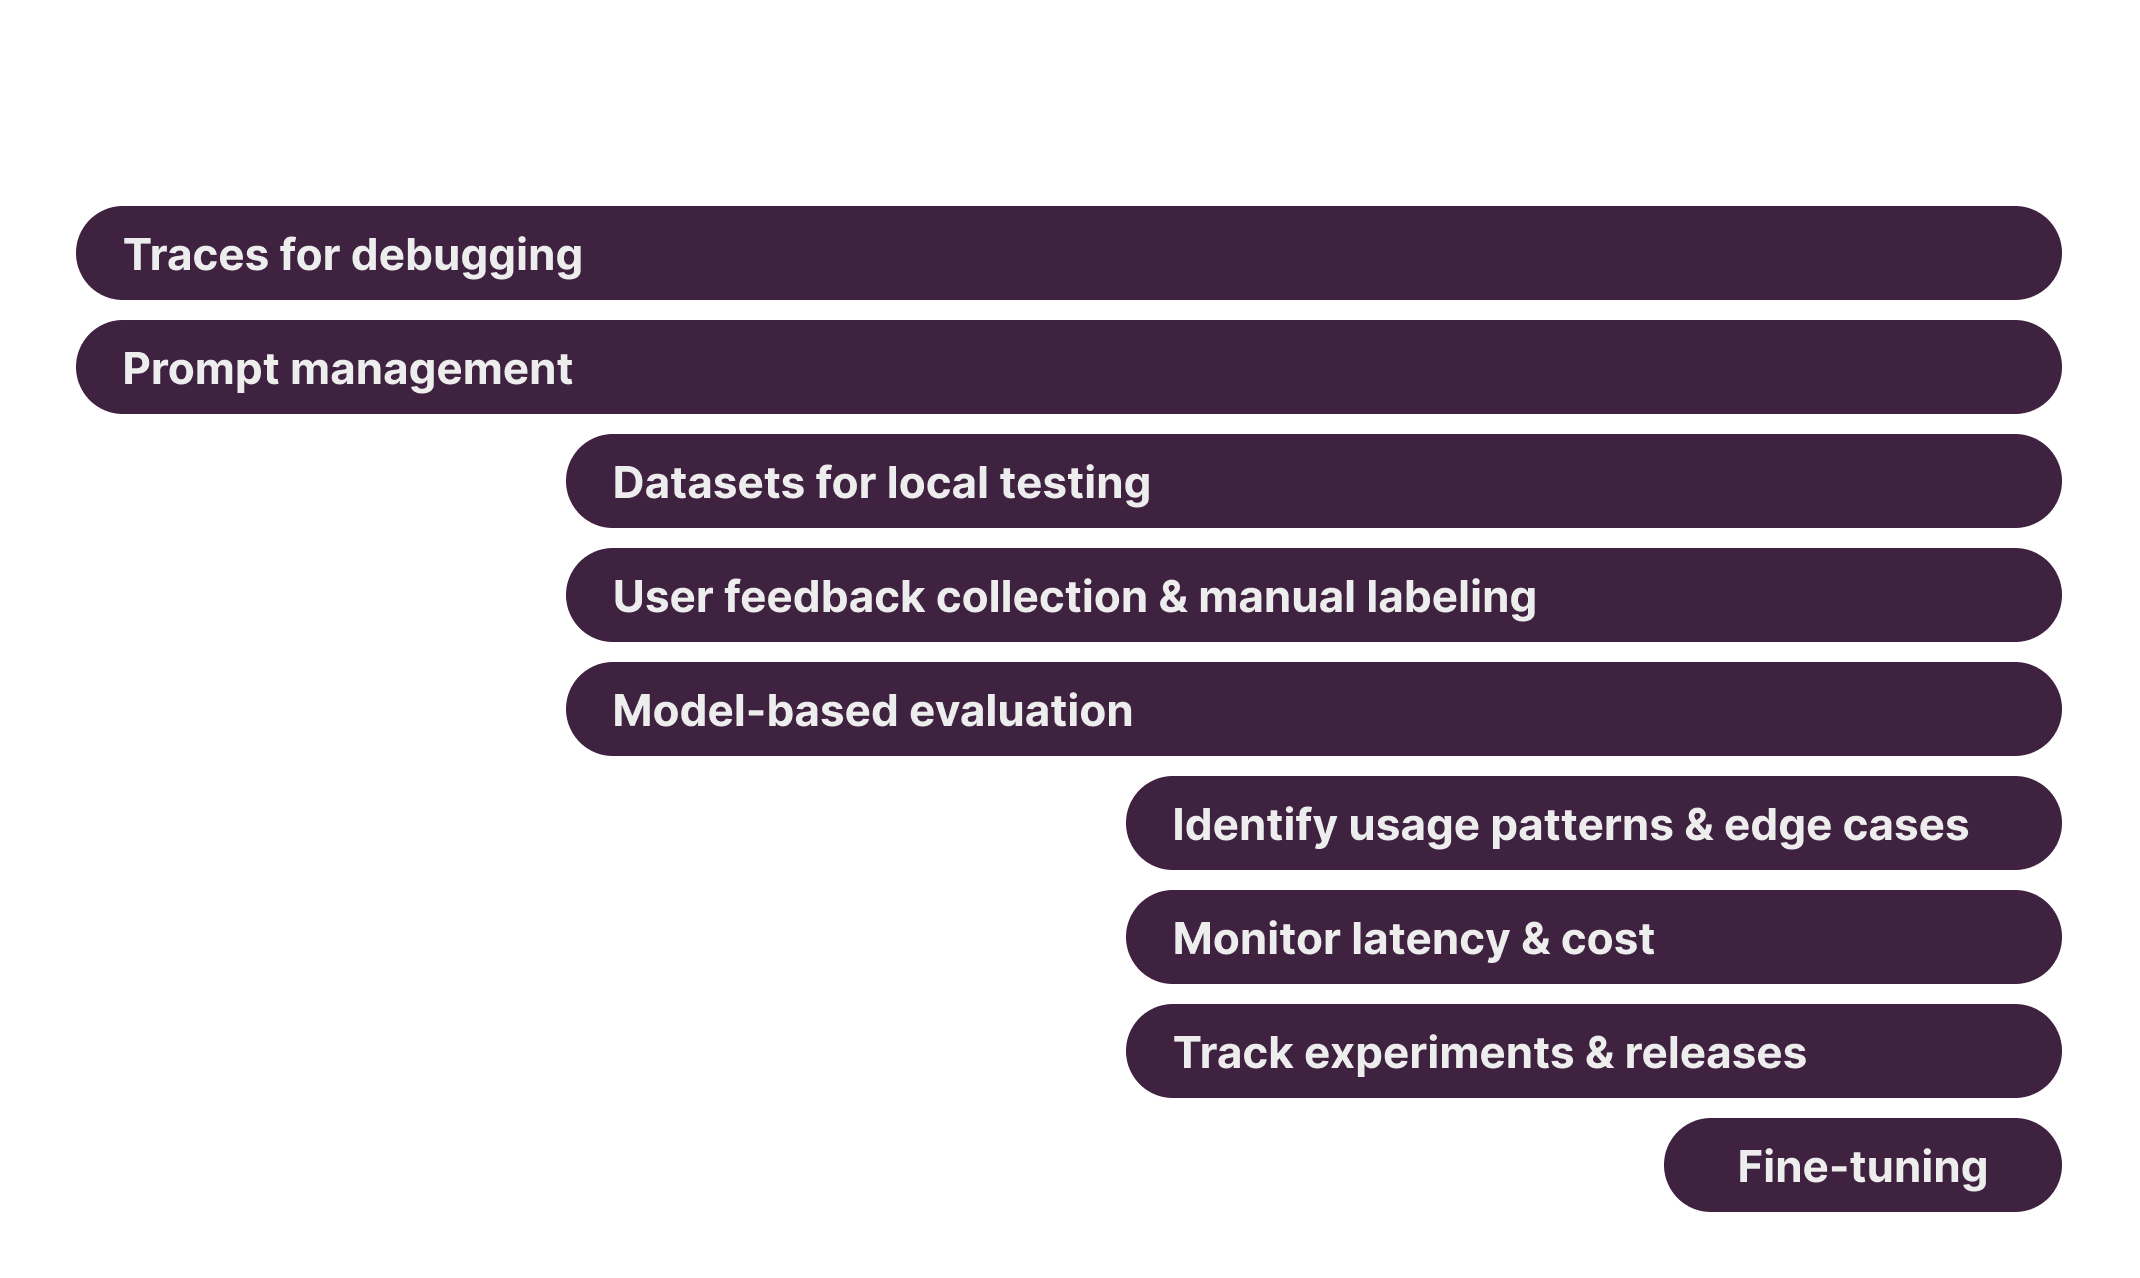 Traces for debugging
Prompt management
Datasets for local testing
User feedback collection & manual labeling
Model-based evaluation
Identify usage patterns & edge cases
Monitor latency & cost
Track experiments & releases
Fine-tuning